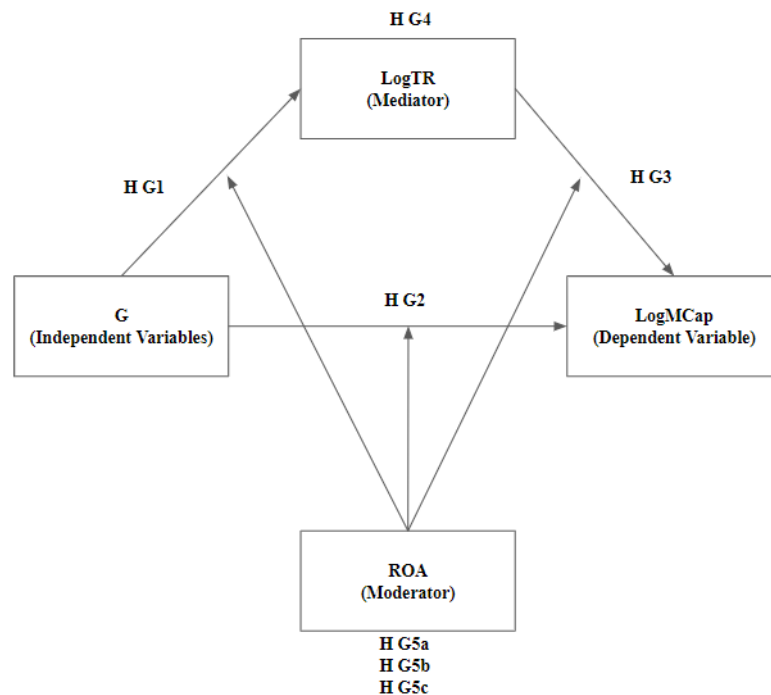 H G4
LogTR
(Mediator)
H G1
H G3
G
(Independent Variables)
H G2
LogMCap
(Dependent Variable)
ROA
(Moderator)
H G5a
H G5b
H G5c